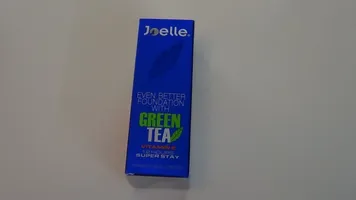 Joelle.
EVEN BETTER
FOUNDATION
WITH
GREEN
TEA
SUPER STAY